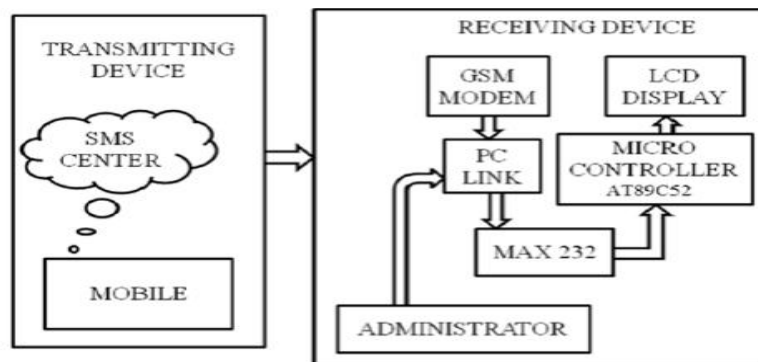 TRANSMITTING
DEVICE
SMS
CENTER
MOBILE
RECEIVING DEVICE
GSM
MODEM
LCD
DISPLAY
PC
LINK
MICRO
CONTROLLER
AT89C52
MAX 232
ADMINISTRATOR